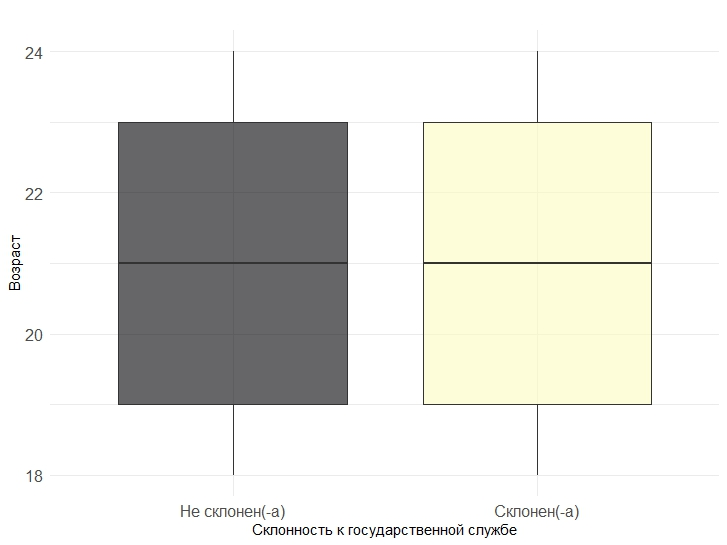 24
22
20
18
Возраст
Не склонен(-а)
Склонен(-а)
Склонность к государственной службе